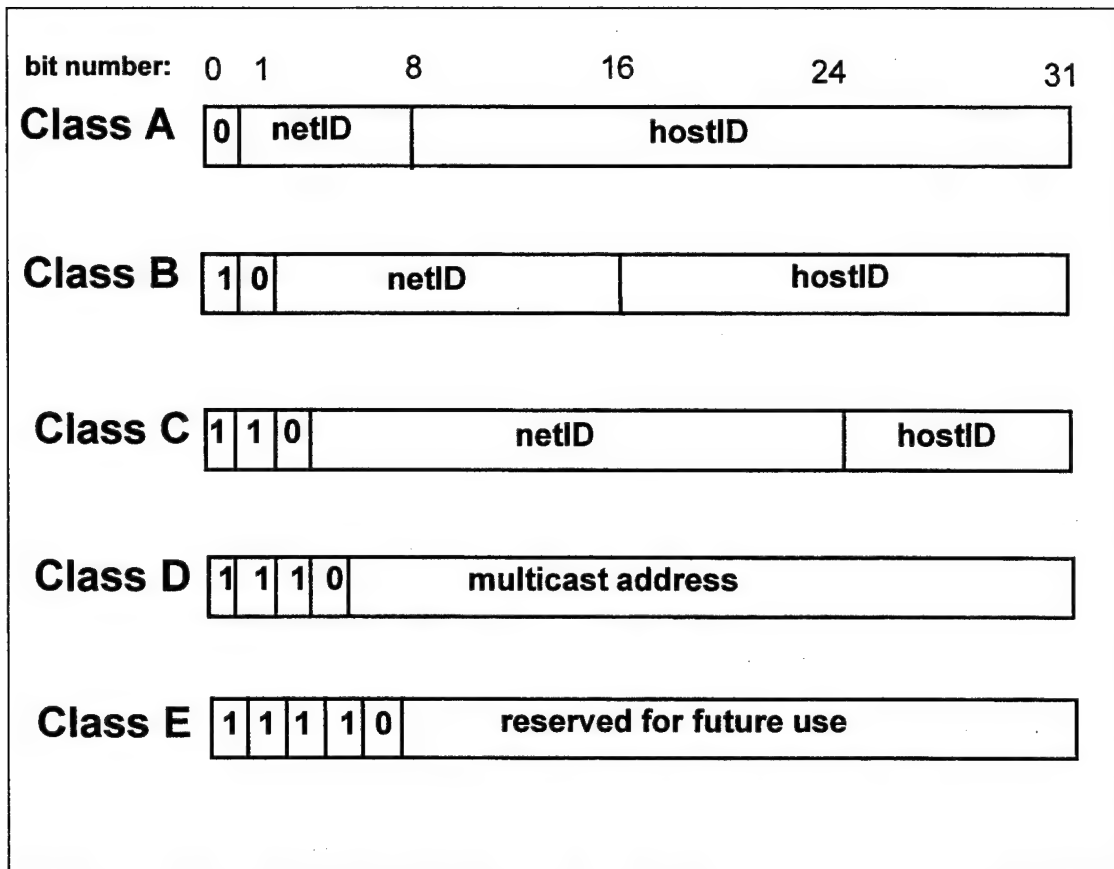 bit number: 0 1 8 16 24 31
Class A 0 netID hostID
Class B 1 0 netID hostID
Class C 1 1 0 netID hostID
Class D 1 1 1 0 multicast address
Class E 1 1 1 1 0 reserved for future use